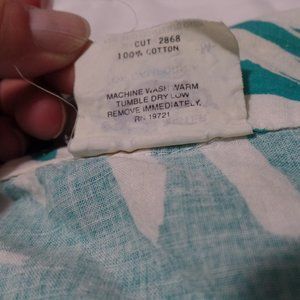 CUT 2868
100% COTTON
MACHINE WASH WARM
TUMBLE DRY LOW
REMOVE IMMEDIATELY.
RN 19721